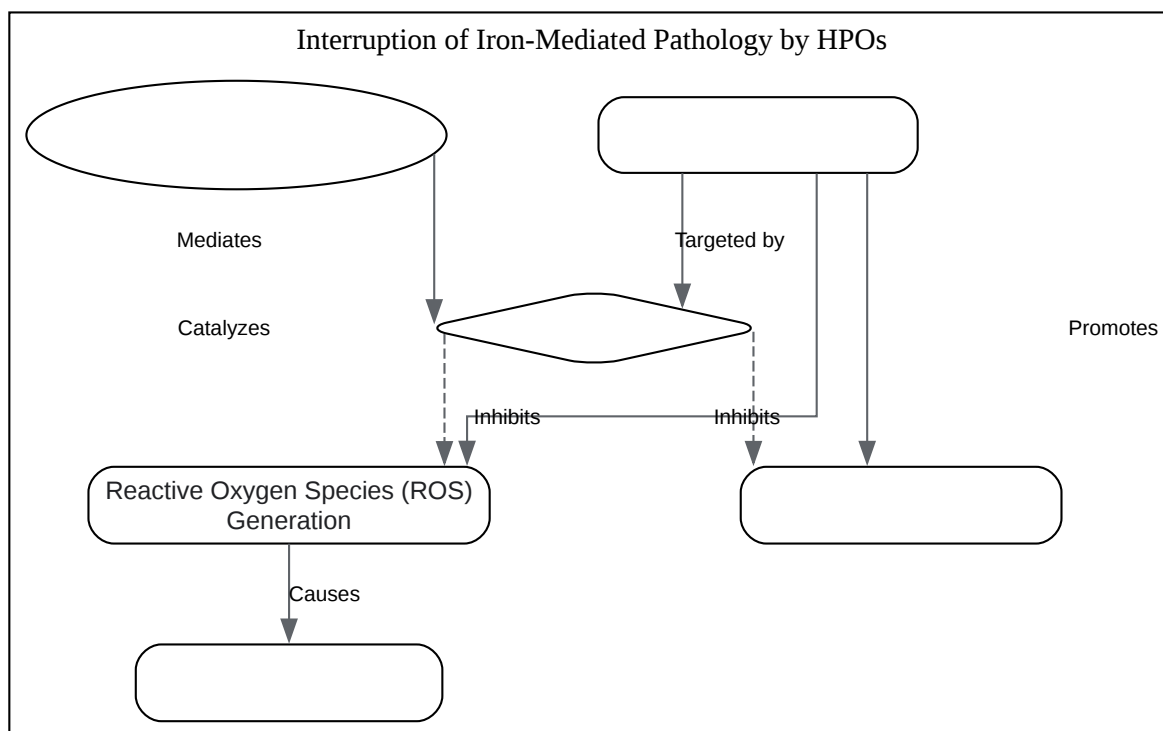 Interruption of Iron-Mediated Pathology by HPOs
Mediates
Targeted by
Catalyzes
Promotes
Inhibits
Inhibits
Reactive Oxygen Species (ROS)
Generation
Causes